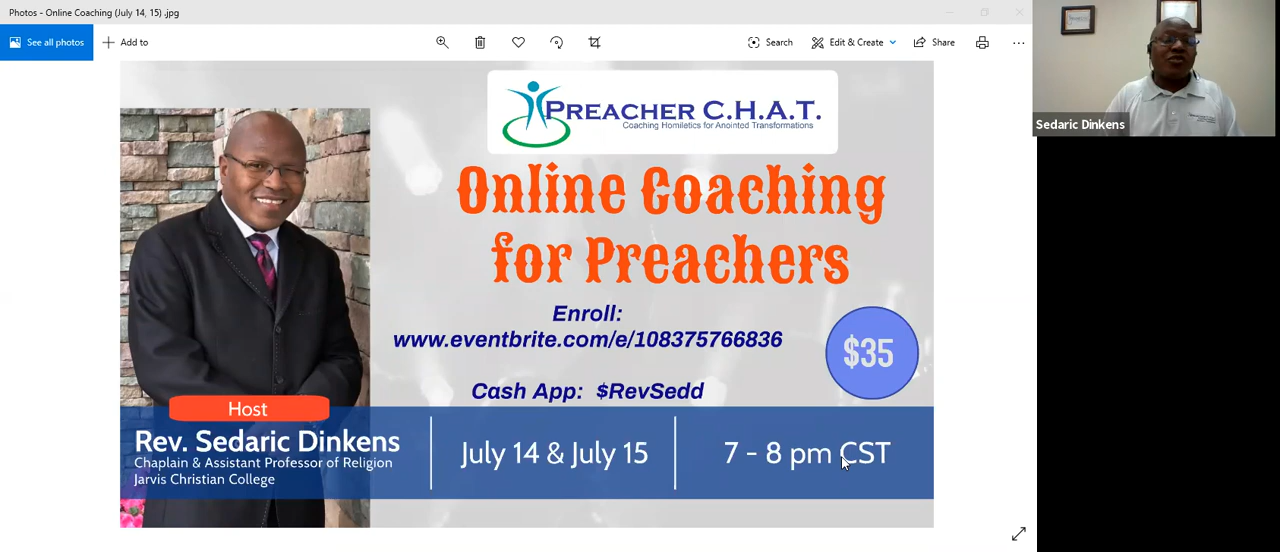 Photos - Online Coaching (July 14, 15) .jpg
See all photos
Add to
Search
Edit & Create
Share
Sedaric Dinkens
PREACHER C.H.A.T.
Coaching Homiletics for Anointed Transformations
Online Coaching
for Preachers
Enroll:
www.eventbrite.com/e/108375766836
$35
Cash App: $RevSedd
Host
Rev. Sedaric Dinkens
Chaplain & Assistant Professor of Religion
Jarvis Christian College
July 14 & July 15
7 - 8 pm CST